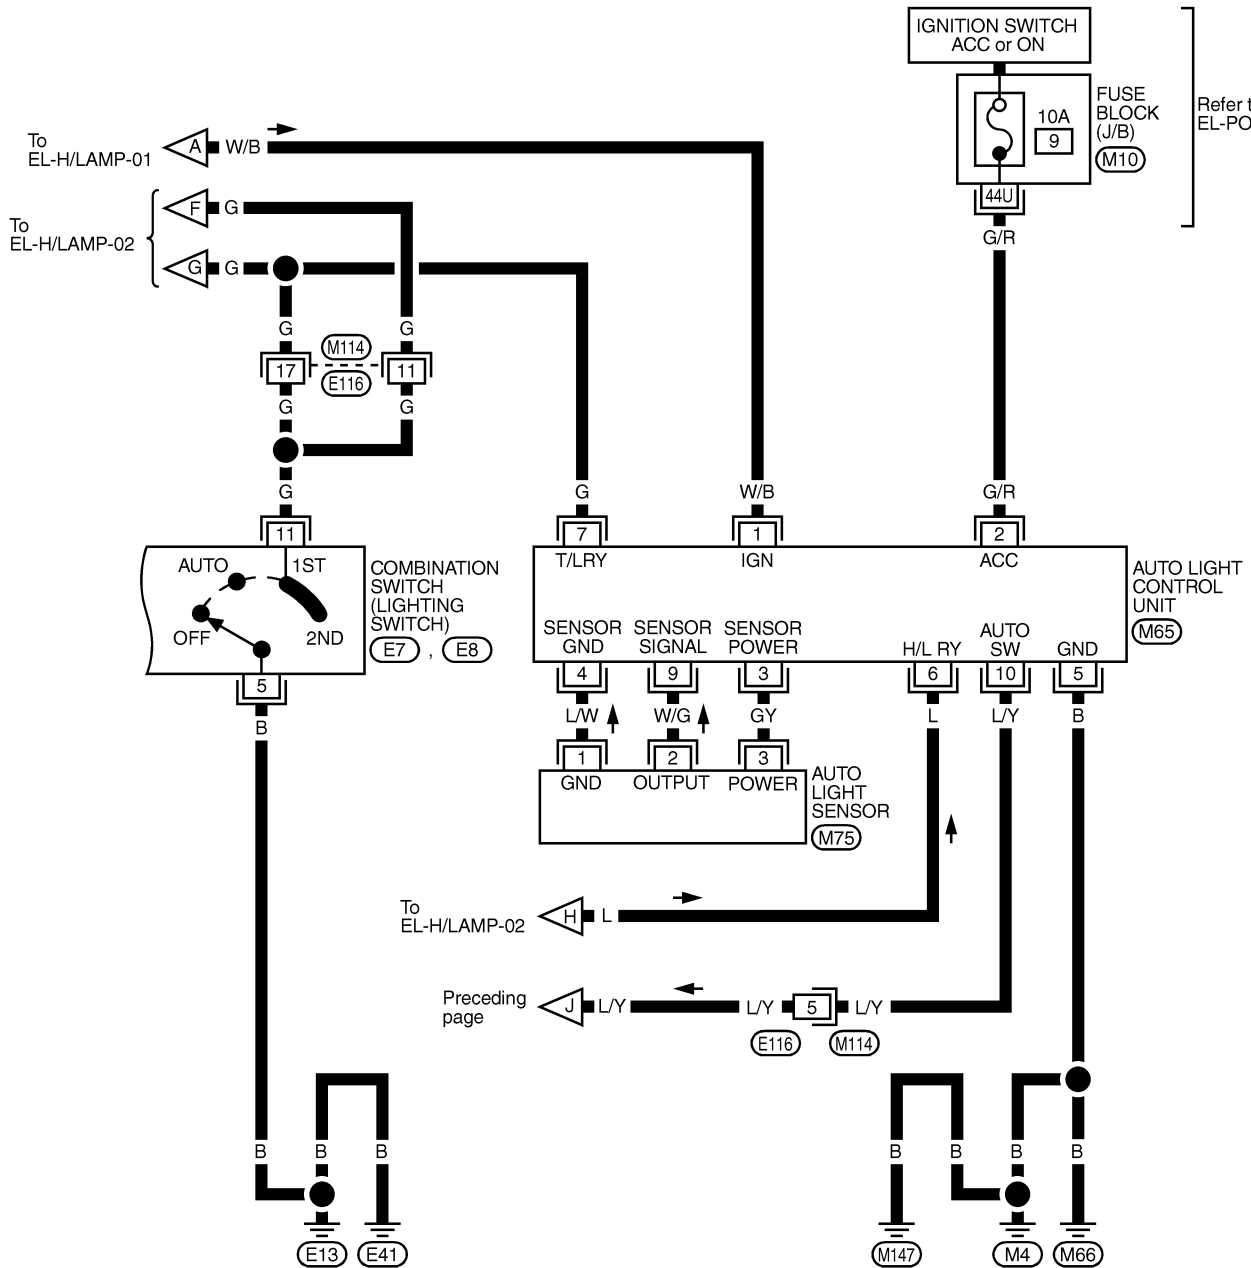 IGNITION SWITCH
ACC or ON
FUSE
BLOCK
(J/B)
M10
10A
9
44U
G/R
Refer t
EL-PO
To
EL-H/LAMP-01
A
W/B
To
EL-H/LAMP-02
F
G
G
G
G
G
M114
17
11
E116
G
G
G
G
W/B
G/R
11
7
1
2
T/LRY
IGN
ACC
AUTO
1ST
OFF
2ND
COMBINATION
SWITCH
(LIGHTING
SWITCH)
E7 , E8
AUTO LIGHT
CONTROL
UNIT
M65
SENSOR
GND
SENSOR
SIGNAL
SENSOR
POWER
H/L RY
AUTO
SW
GND
5
4
9
3
6
10
5
B
L/W
W/G
GY
L
L/Y
B
1
2
3
GND
OUTPUT
POWER
AUTO
LIGHT
SENSOR
M75
To
EL-H/LAMP-02
H
L
Preceding
page
J
L/Y
L/Y
5
L/Y
E116
M114
B
B
B
B
B
B
B
E13
E41
M147
M4
M66